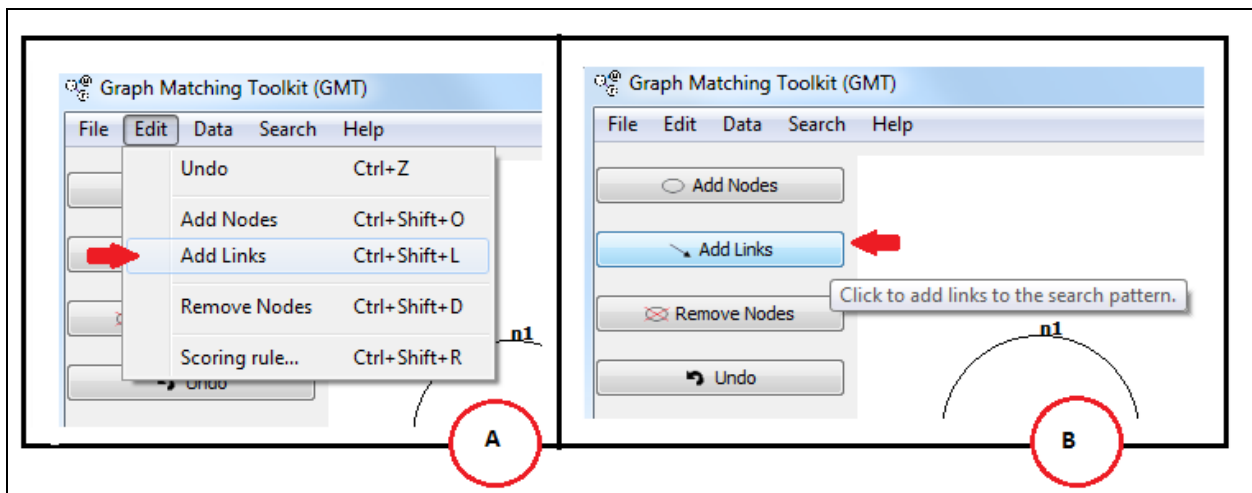 Graph Matching Toolkit (GMT)
File Edit Data Search Help
Undo Ctrl+Z
Add Nodes Ctrl+Shift+O
Add Links Ctrl+Shift+L
Remove Nodes Ctrl+Shift+D
Scoring rule... Ctrl+Shift+R
n1
Undo
A
Graph Matching Toolkit (GMT)
File Edit Data Search Help
Add Nodes
Add Links
Click to add links to the search pattern.
Remove Nodes
n1
Undo
B